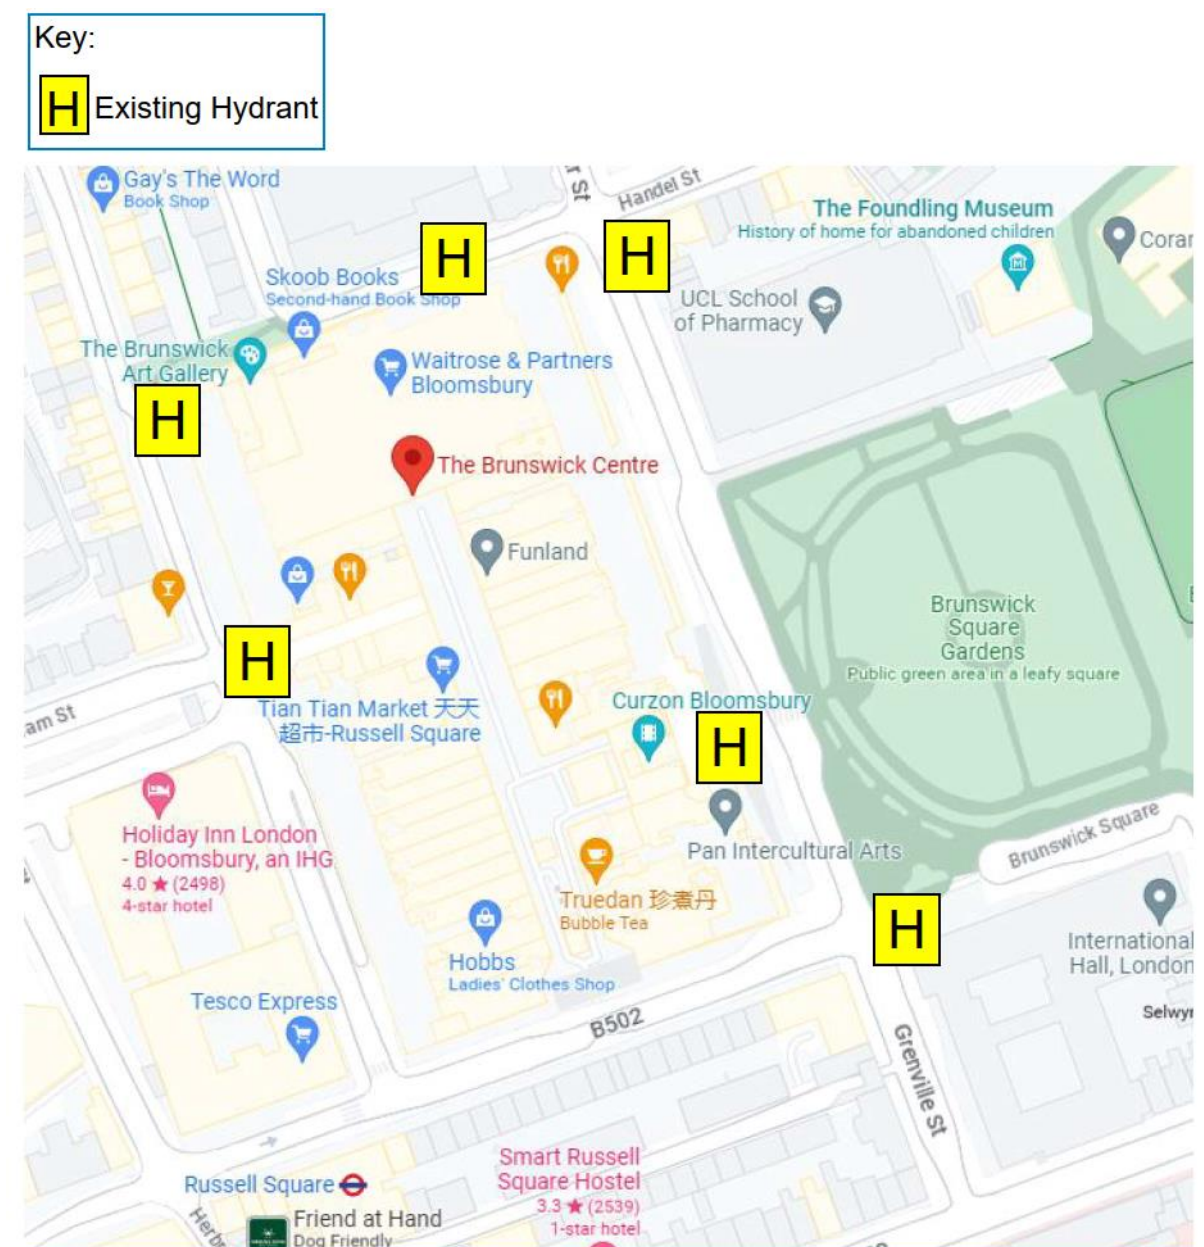 Key:
H Existing Hydrant
Gay's The Word
Book Shop
r St
Handel St
The Foundling Museum
History of home for abandoned children
Corar
H
H
Skoob Books
Second-hand Book Shop
UCL School
of Pharmacy
The Brunswick
Art Gallery
Waitrose & Partners
Bloomsbury
H
The Brunswick Centre
Funland
Brunswick
Square
Gardens
Public green area in a leafy square
H
Tian Tian Market 天天
超市-Russell Square
am St
Curzon Bloomsbury
H
Holiday Inn London
- Bloomsbury, an IHG
4.0 ★ (2498)
4-star hotel
Pan Intercultural Arts
Brunswick Square
Truedan 珍煮丹
Bubble Tea
H
International
Hall, London
Hobbs
Ladies' Clothes Shop
Tesco Express
B502
Selwyn
Grenville St
Smart Russell
Square Hostel
3.3 ★ (2539)
1-star hotel
Russell Square
Herbr
Friend at Hand
Dog Friendly